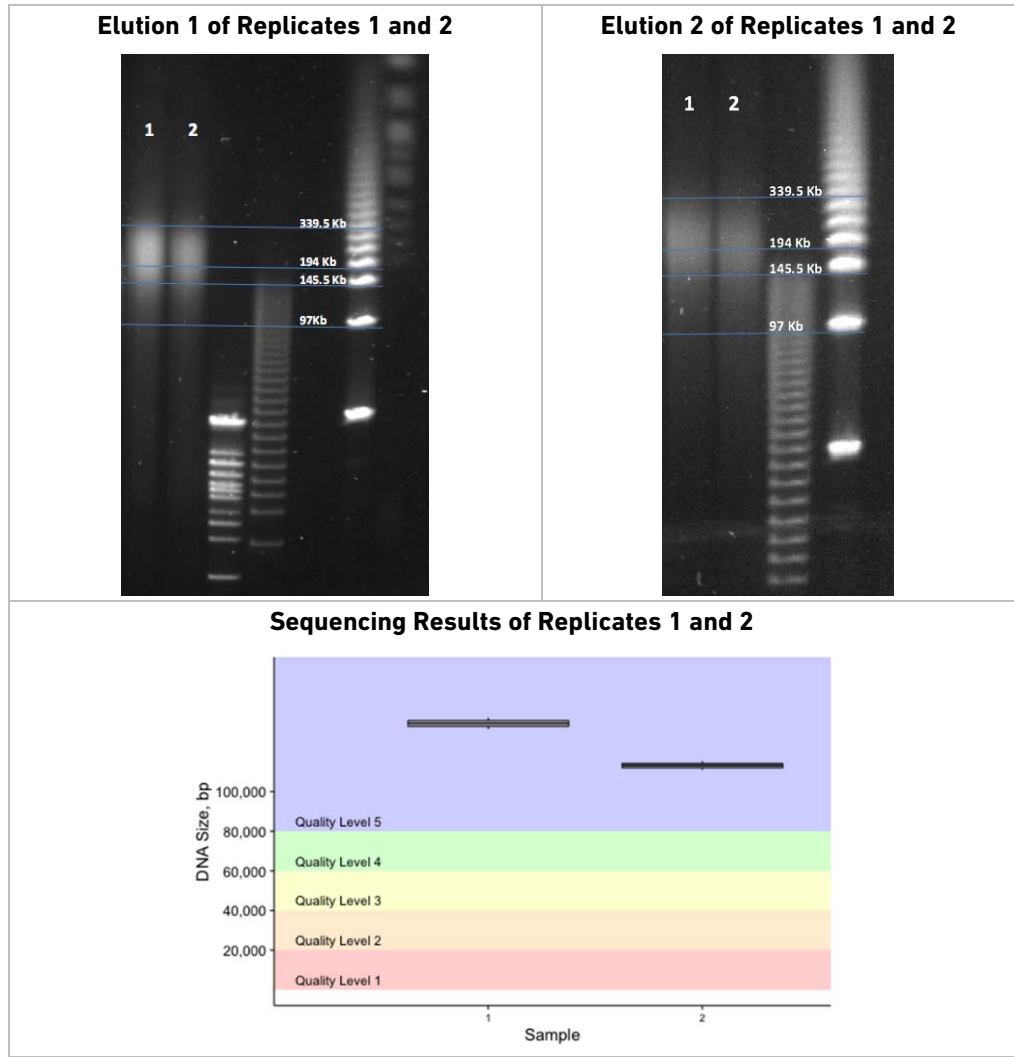 Elution 1 of Replicates 1 and 2
1 2
339.5 Kb
194 Kb
145.5 Kb
97Kb
Elution 2 of Replicates 1 and 2
1 2
339.5 Kb
194 Kb
145.5 Kb
97 Kb
Sequencing Results of Replicates 1 and 2
DNA Size, bp
100,000
80,000
60,000
40,000
20,000
Quality Level 5
Quality Level 4
Quality Level 3
Quality Level 2
Quality Level 1
1 2
Sample